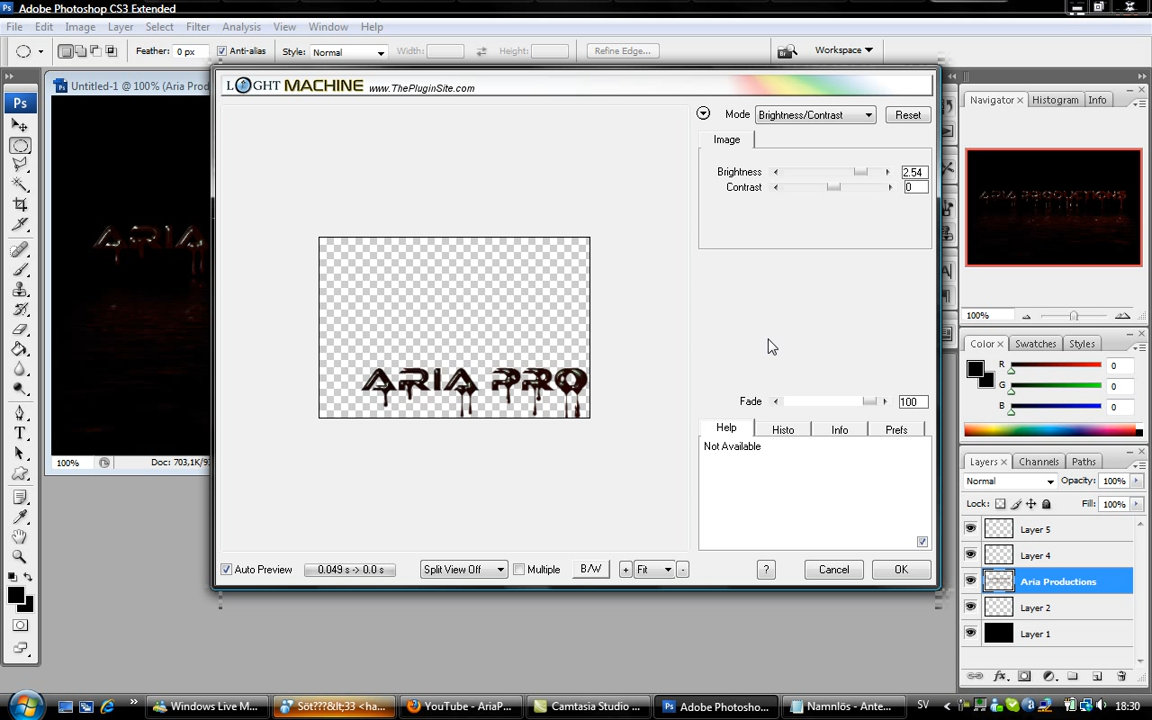 Adobe Photoshop CS3 Extended
File Edit Image Layer Select Filter Analysis View Window Help
Feather: 0 px Anti-alias Style: Normal Width: Height: Refine Edge... Workspace
Untitled-1 @ 100% (Aria Prod
ARIA
100% Doc: 703,1K/9
LIGHT MACHINE www.ThePluginSite.com
Mode Brightness/Contrast Reset
Image
Brightness 2.54
Contrast 0
ARIA PRO
Fade 100
Help Histo Info Prefs
Not Available
Auto Preview 0.049 s -> 0.0 s Split View Off Multiple B/W + Fit - ? Cancel OK
Navigator Histogram Info
ARIA PRODUCTIONS
100%
Color Swatches Styles
R 0
G 0
B 0
Layers Channels Paths
Normal Opacity: 100%
Lock: Fill: 100%
Layer 5
Layer 4
Aria Productions
Layer 2
Layer 1
Windows Live M... Söt???&lt;33 <ha... YouTube - AriaP... Camtasia Studio ... Adobe Photosho... Namnlös - Ante... SV 18:30